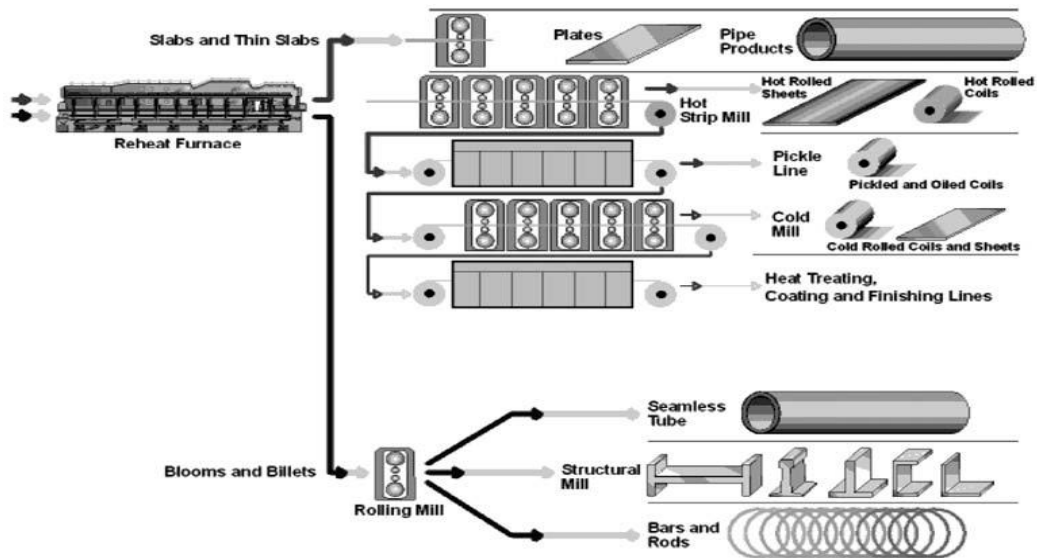 Slabs and Thin Slabs
Plates
Pipe
Products
Reheat Furnace
Hot
Strip Mill
Hot Rolled
Sheets
Hot Rolled
Coils
Pickle
Line
Pickled and Oiled Coils
Cold
Mill
Cold Rolled Coils and Sheets
Heat Treating,
Coating and Finishing Lines
Seamless
Tube
Blooms and Billets
Rolling Mill
Structural
Mill
Bars and
Rods